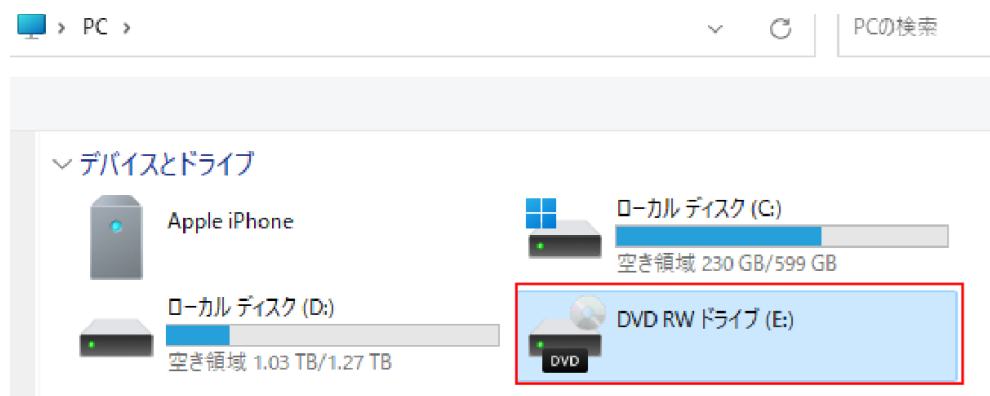 PC
PCの検索
デバイスとドライブ
Apple iPhone
ローカル ディスク (C:)
空き領域 230 GB/599 GB
ローカル ディスク (D:)
空き領域 1.03 TB/1.27 TB
DVD RW ドライブ (E:)
DVD